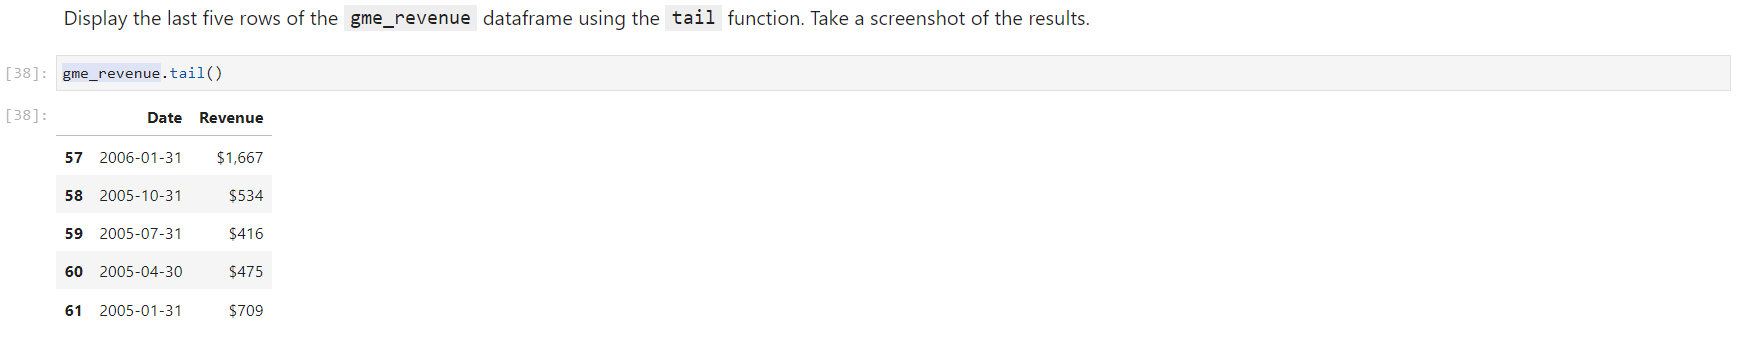 Display the last five rows of the gme_revenue dataframe using the tail function. Take a screenshot of the results.
[38]: gme_revenue.tail()
[38]:
Date Revenue
57 2006-01-31 $1,667
58 2005-10-31 $534
59 2005-07-31 $416
60 2005-04-30 $475
61 2005-01-31 $709